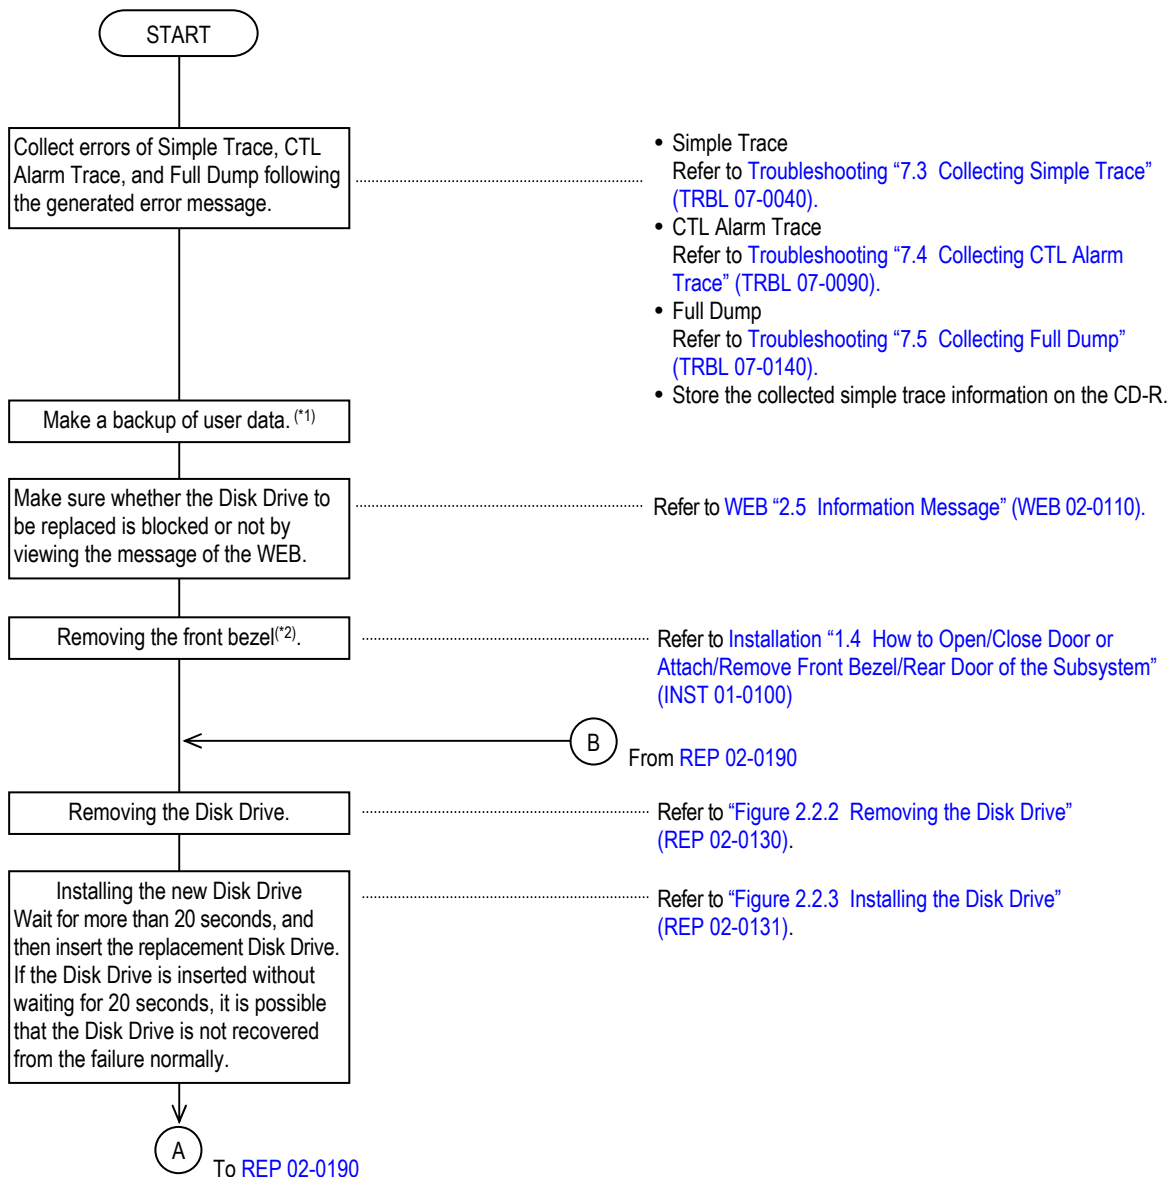 START
Collect errors of Simple Trace, CTL
Alarm Trace, and Full Dump following
the generated error message.
• Simple Trace
Refer to Troubleshooting “7.3 Collecting Simple Trace”
(TRBL 07-0040).
• CTL Alarm Trace
Refer to Troubleshooting “7.4 Collecting CTL Alarm
Trace” (TRBL 07-0090).
• Full Dump
Refer to Troubleshooting “7.5 Collecting Full Dump”
(TRBL 07-0140).
• Store the collected simple trace information on the CD-R.
Make a backup of user data. (*1)
Make sure whether the Disk Drive to
be replaced is blocked or not by
viewing the message of the WEB.
Refer to WEB “2.5 Information Message” (WEB 02-0110).
Removing the front bezel(*2).
Refer to Installation “1.4 How to Open/Close Door or
Attach/Remove Front Bezel/Rear Door of the Subsystem”
(INST 01-0100)
B
From REP 02-0190
Removing the Disk Drive.
Refer to “Figure 2.2.2 Removing the Disk Drive”
(REP 02-0130).
Installing the new Disk Drive
Wait for more than 20 seconds, and
then insert the replacement Disk Drive.
If the Disk Drive is inserted without
waiting for 20 seconds, it is possible
that the Disk Drive is not recovered
from the failure normally.
Refer to “Figure 2.2.3 Installing the Disk Drive”
(REP 02-0131).
A
To REP 02-0190